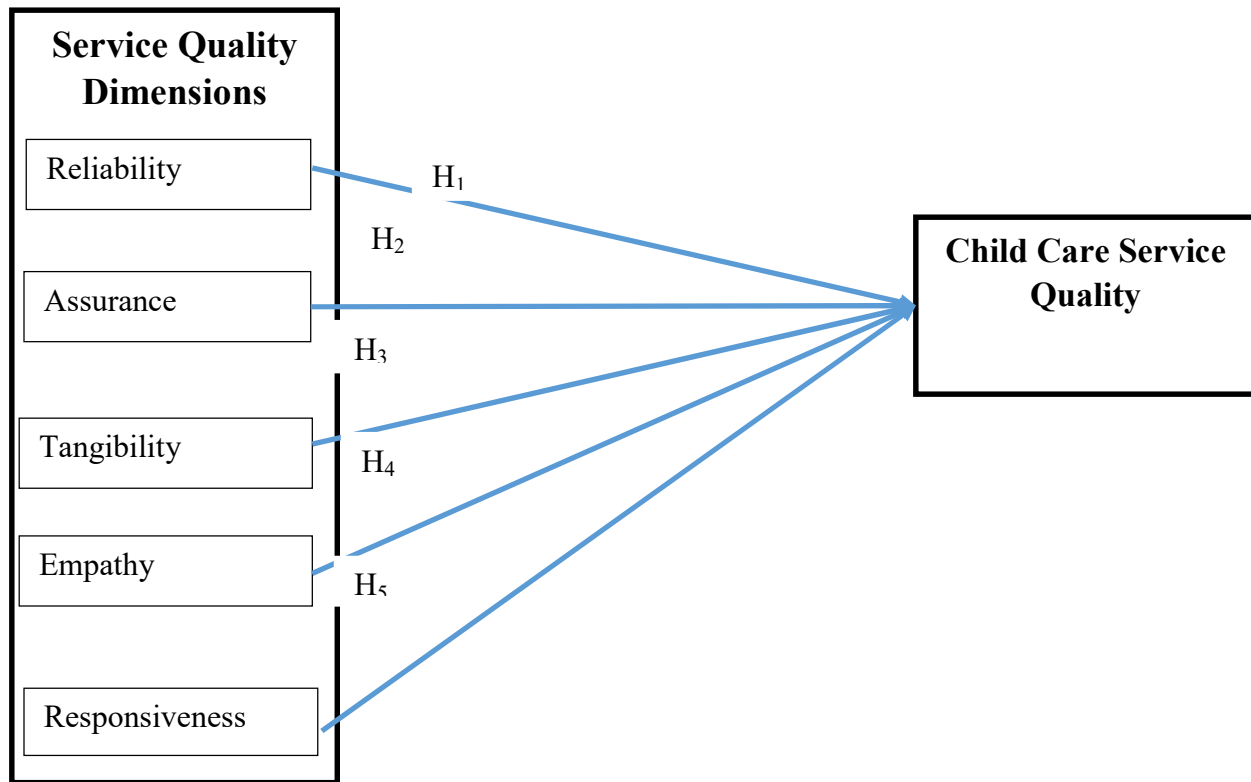 Service Quality
Dimensions
Reliability
H₁
H₂
Assurance
H₃
Tangibility
H₄
Empathy
H₅
Responsiveness
Child Care Service
Quality